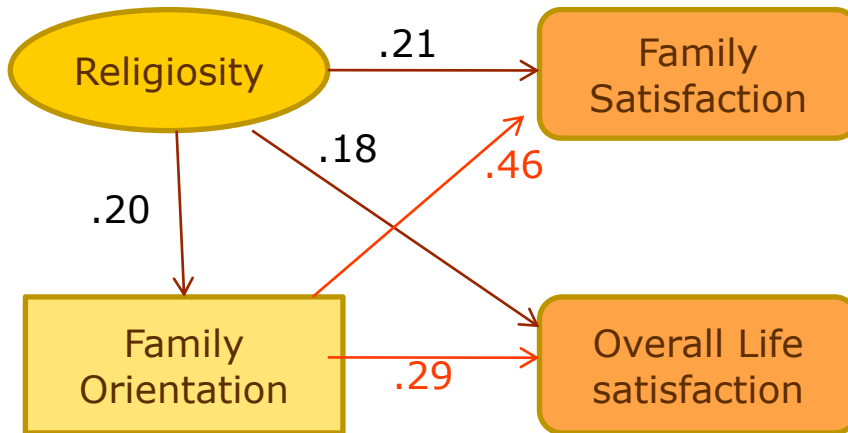 Religiosity
.21
Family
Satisfaction
.18
.46
.20
Family
Orientation
.29
Overall Life
satisfaction